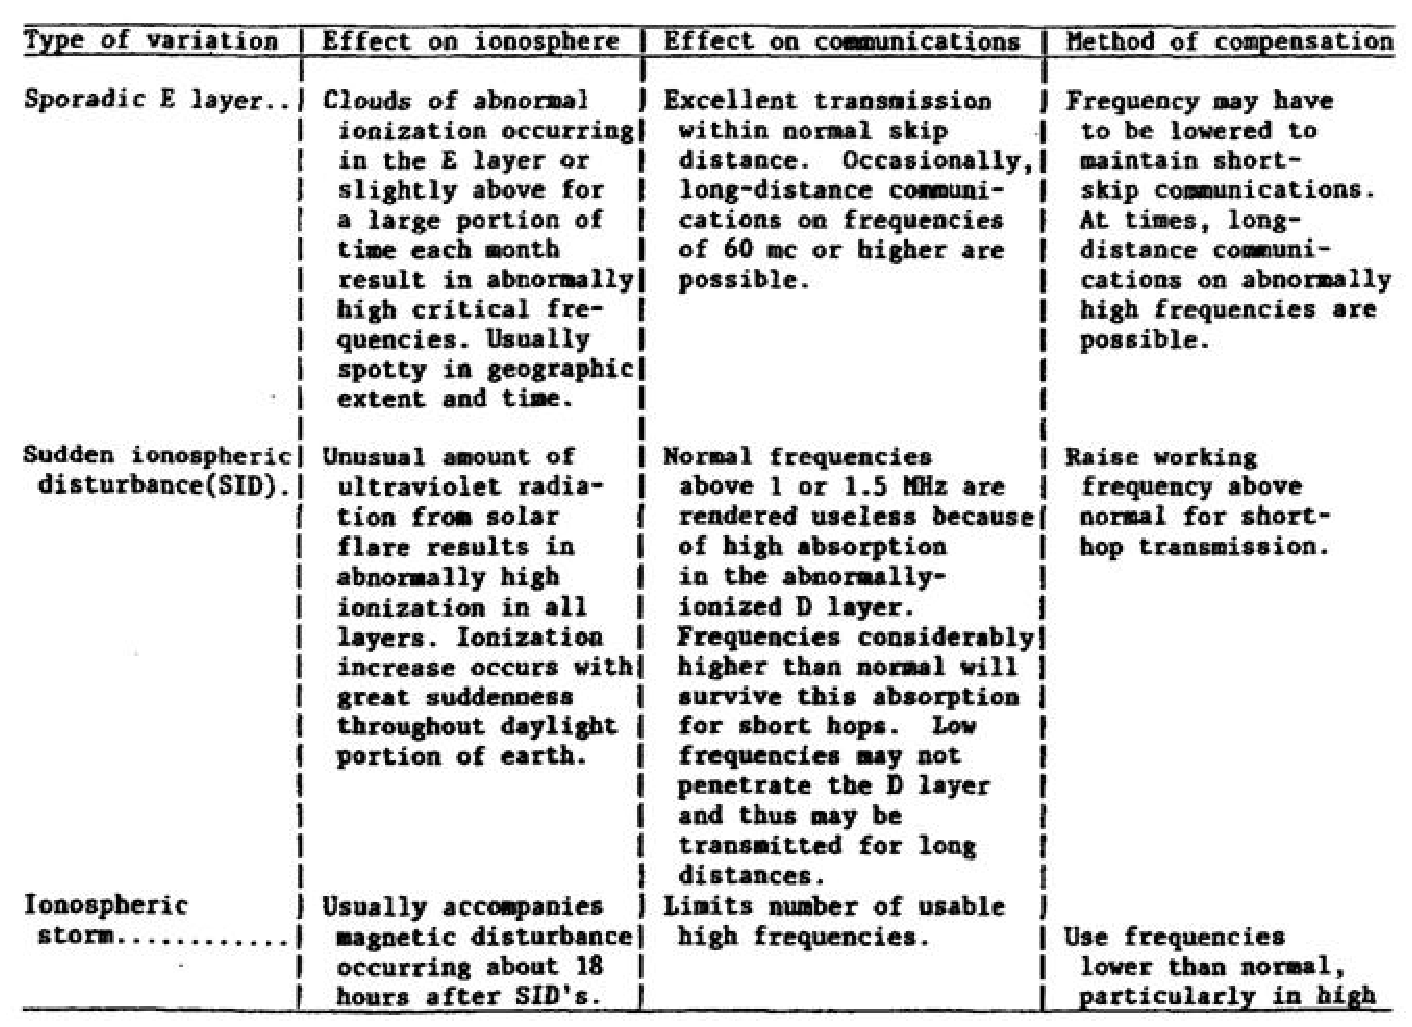 Type of variation | Effect on ionosphere | Effect on communications | Method of compensation
Sporadic E layer.. | Clouds of abnormal | Excellent transmission | Frequency may have
ionization occurring | within normal skip | to be lowered to
in the E layer or | distance. Occasionally, | maintain short-
slightly above for | long-distance communi- | skip communications.
a large portion of | cations on frequencies | At times, long-
time each month | of 60 mc or higher are | distance communi-
result in abnormally | possible. | cations on abnormally
high critical fre- | high frequencies are
quencies. Usually | possible.
spotty in geographic
extent and time.
Sudden ionospheric | Unusual amount of | Normal frequencies | Raise working
disturbance(SID). | ultraviolet radia- | above 1 or 1.5 MHz are | frequency above
tion from solar | rendered useless because | normal for short-
flare results in | of high absorption | hop transmission.
abnormally high | in the abnormally-
ionization in all | ionized D layer.
layers. Ionization | Frequencies considerably
increase occurs with | higher than normal will
great suddenness | survive this absorption
throughout daylight | for short hops. Low
portion of earth. | frequencies may not
penetrate the D layer
and thus may be
transmitted for long
distances.
Ionospheric | Usually accompanies | Limits number of usable
storm............ | magnetic disturbance | high frequencies. | Use frequencies
occurring about 18 | lower than normal,
hours after SID's. | particularly in high